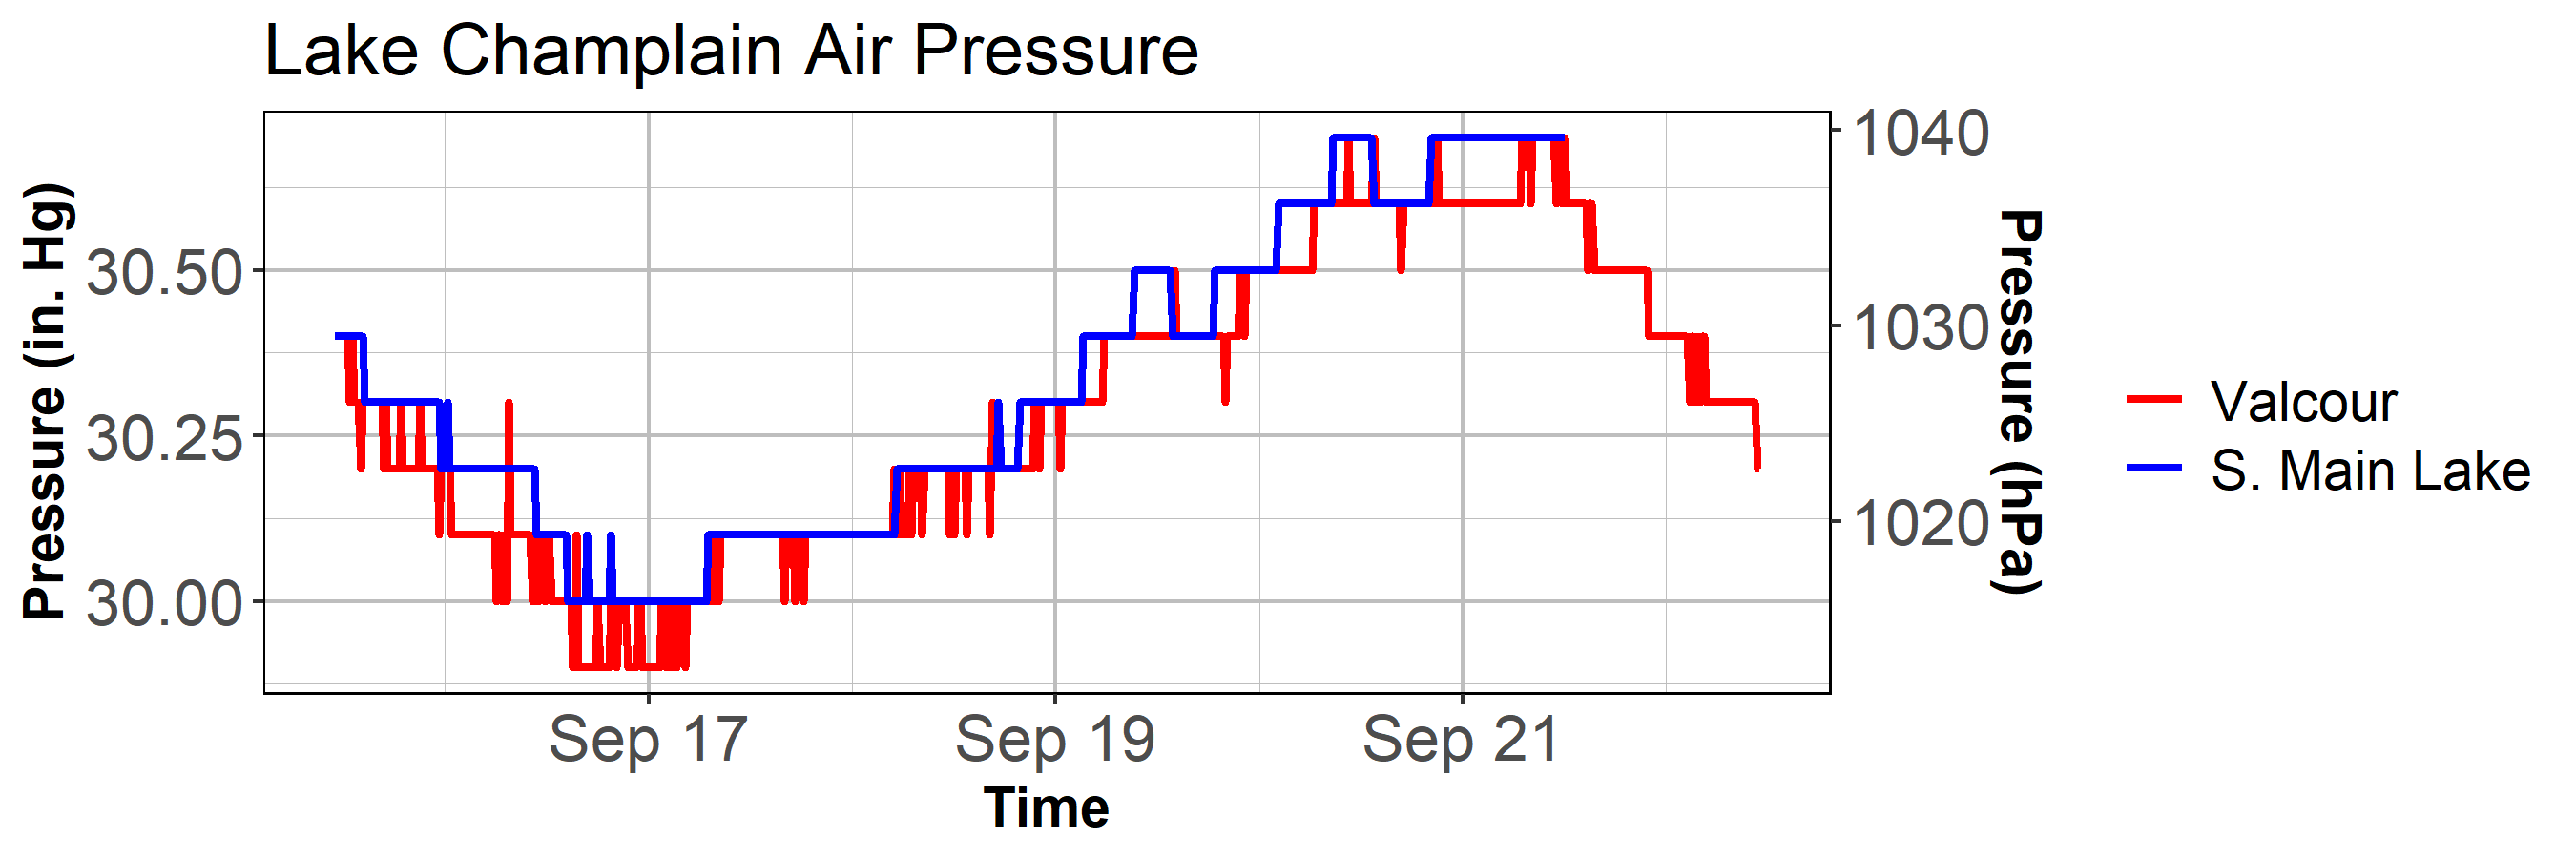 Lake Champlain Air Pressure
Pressure (in. Hg)
30.50
30.25
30.00
1040
1030
1020
Pressure (hPa)
Valcour
S. Main Lake
Sep 17
Sep 19
Sep 21
Time